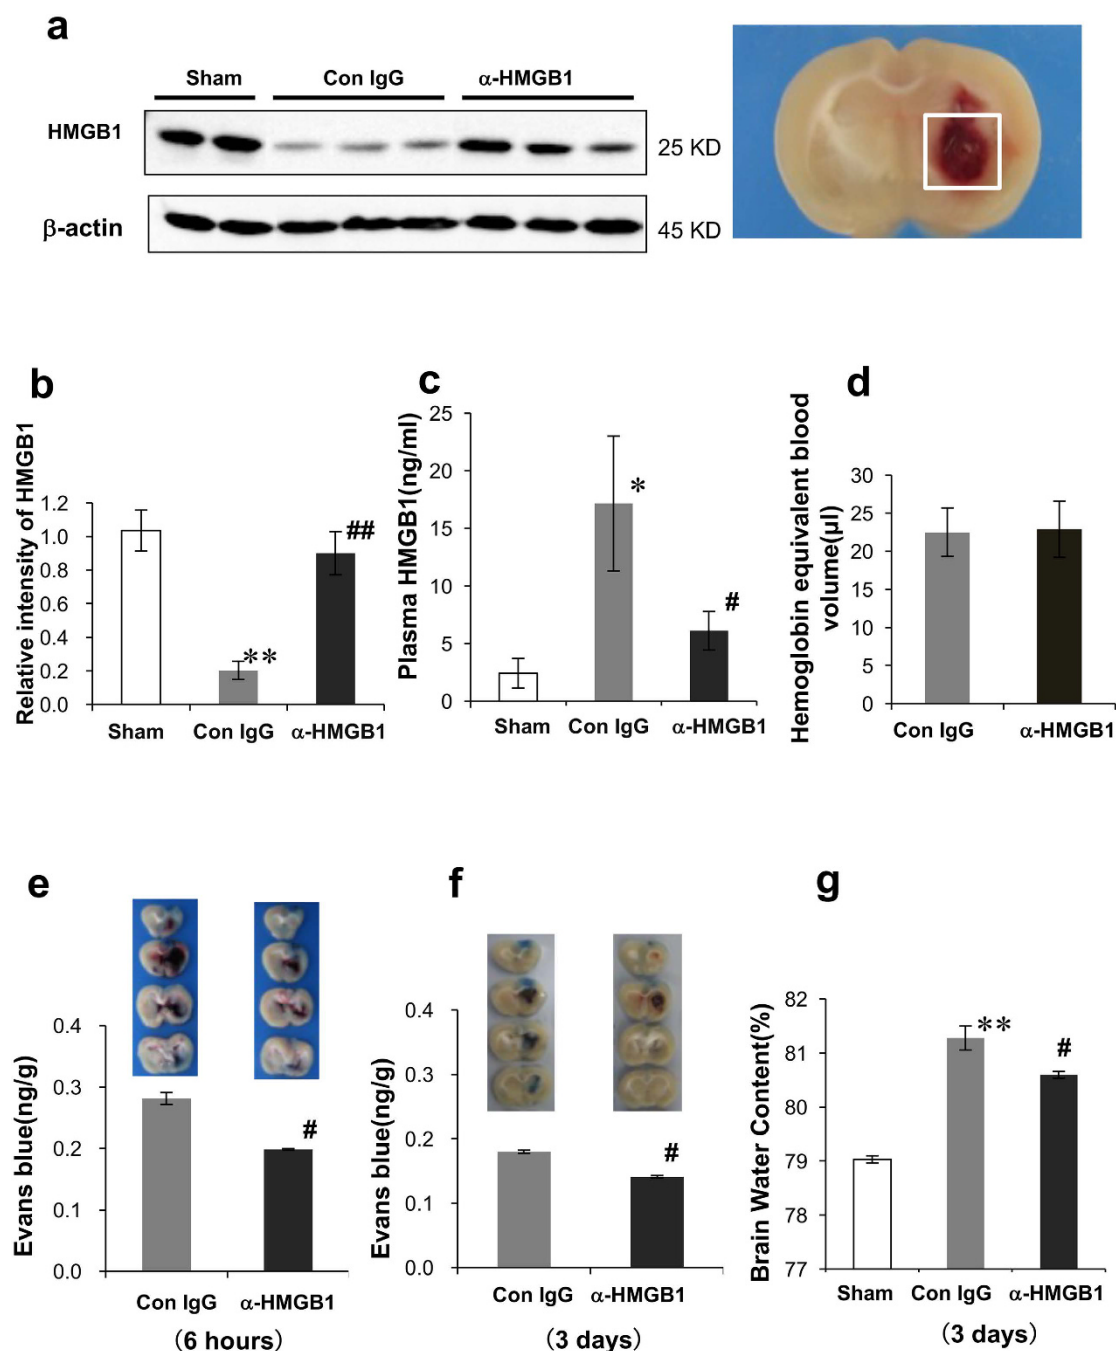 a
Sham Con IgG α-HMGB1
HMGB1
25 KD
β-actin
45 KD
b
Relative intensity of HMGB1
1.2
1.0
0.8
0.6
0.4
0.2
0.0
**
##
Sham Con IgG α-HMGB1
c
Plasma HMGB1(ng/ml)
25
20
15
10
5
0
*
#
Sham Con IgG α-HMGB1
d
Hemoglobin equivalent blood
volume(μl)
30
25
20
15
10
5
0
Con IgG α-HMGB1
e
Evans blue(ng/g)
0.4
0.3
0.2
0.1
0.0
#
Con IgG α-HMGB1
(6 hours)
f
Evans blue(ng/g)
0.4
0.3
0.2
0.1
0.0
#
Con IgG α-HMGB1
(3 days)
g
Brain Water Content(%)
82
81
80
79
78
77
**
#
Sham Con IgG α-HMGB1
(3 days)